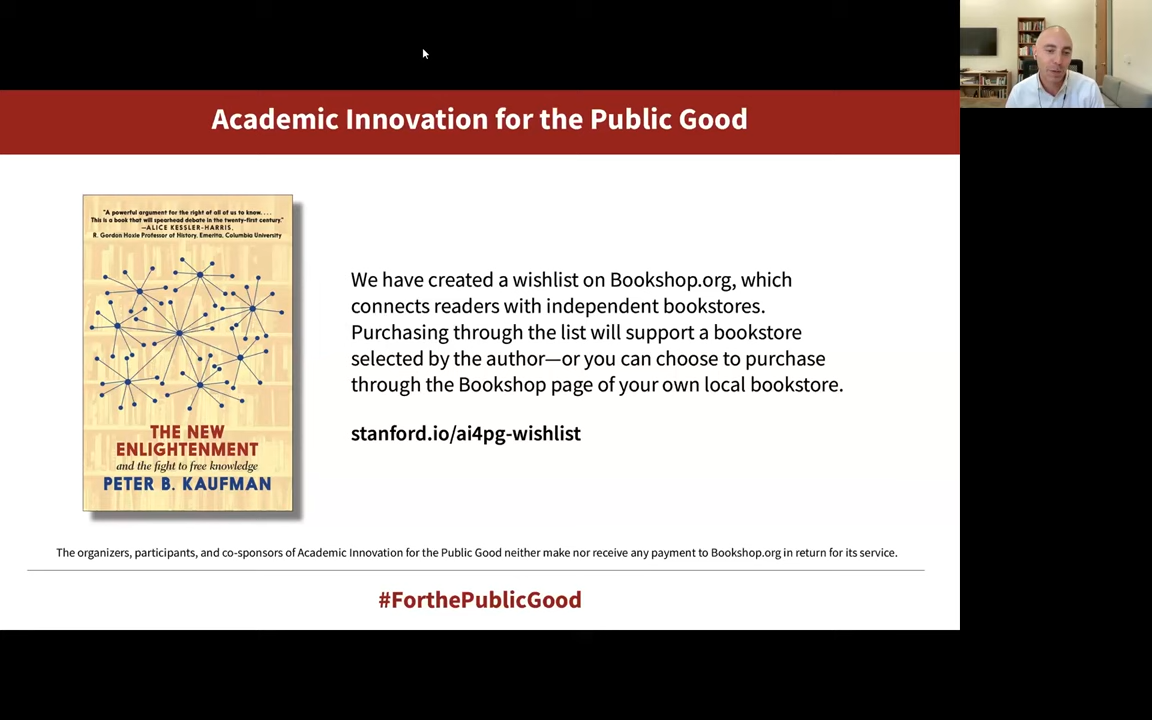 Academic Innovation for the Public Good
"A powerful argument for the right of all of us to know. . . .
This is a book that will spearhead debate in the twenty-first century."
—ALICE KESSLER-HARRIS,
R. Gordon Hoxie Professor of History, Emerita, Columbia University
THE NEW
ENLIGHTENMENT
and the fight to free knowledge
PETER B. KAUFMAN
We have created a wishlist on Bookshop.org, which
connects readers with independent bookstores.
Purchasing through the list will support a bookstore
selected by the author—or you can choose to purchase
through the Bookshop page of your own local bookstore.
stanford.io/ai4pg-wishlist
The organizers, participants, and co-sponsors of Academic Innovation for the Public Good neither make nor receive any payment to Bookshop.org in return for its service.
#ForthePublicGood